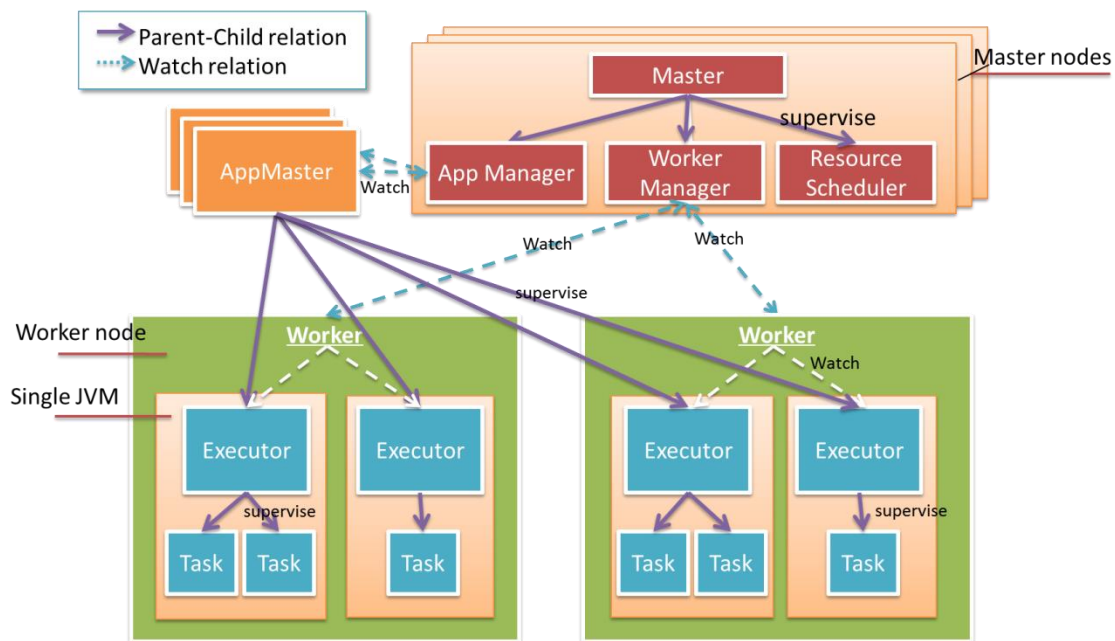 Parent-Child relation
Watch relation
Master nodes
Master
supervise
AppMaster
Watch
App Manager
Worker
Manager
Resource
Scheduler
Watch
Watch
supervise
Worker node
Single JVM
Worker
Executor
Executor
supervise
Task
Task
Task
Worker
Watch
Executor
Executor
supervise
Task
Task
Task